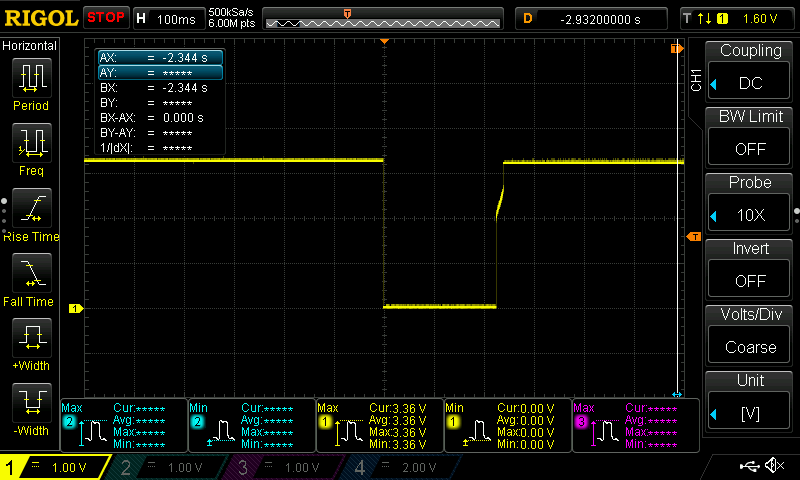 RIGOL STOP H 100ms 500kSa/s D -2.93200000 s T 1 1.60 V
6.00M pts
T
Horizontal
Period
Freq
Rise Time
Fall Time
+Width
-Width
AX: = -2.344 s
AY: = *****
BX: = -2.344 s
BY: = *****
BX-AX: = 0.000 s
BY-AY: = *****
1/|dX|: = *****
T
T
1
CH1
Coupling
DC
BW Limit
OFF
Probe
10X
Invert
OFF
Volts/Div
Coarse
Unit
[V]
Max Cur:*****
2 Avg:*****
Max:*****
Min:*****
Min Cur:*****
2 Avg:*****
Max:*****
Min:*****
Max Cur:3.36 V
1 Avg:3.36 V
Max:3.36 V
Min:3.36 V
Min Cur:0.00 V
1 Avg:0.00 V
Max:0.00 V
Min:0.00 V
Max Cur:*****
3 Avg:*****
Max:*****
Min:*****
1 = 1.00 V 2 = 1.00 V 3 = 1.00 V 4 = 2.00 V